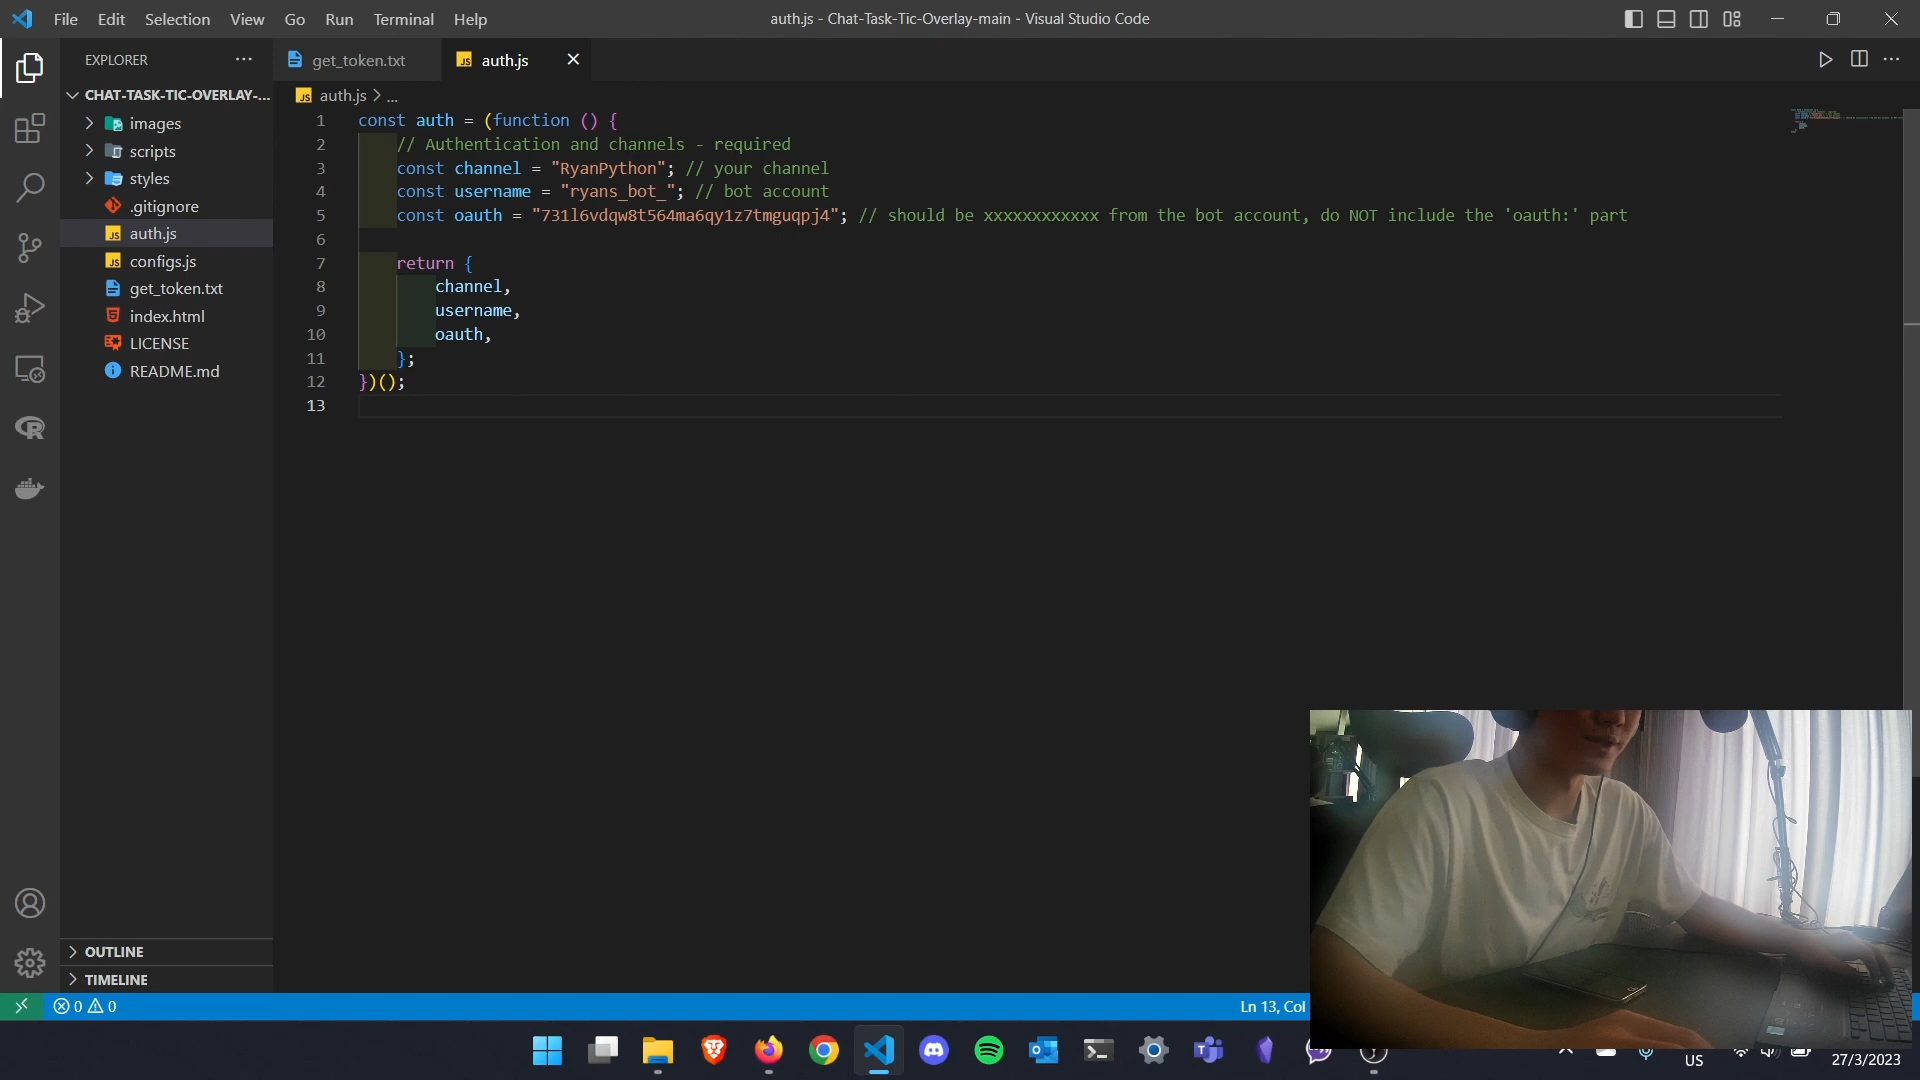 File Edit Selection View Go Run Terminal Help
auth.js - Chat-Task-Tic-Overlay-main - Visual Studio Code
EXPLORER
CHAT-TASK-TIC-OVERLAY-...
images
scripts
styles
.gitignore
auth.js
configs.js
get_token.txt
index.html
LICENSE
README.md
OUTLINE
TIMELINE
get_token.txt
auth.js
auth.js > ...
1 const auth = (function () {
2 // Authentication and channels - required
3 const channel = "RyanPython"; // your channel
4 const username = "ryans_bot_"; // bot account
5 const oauth = "731l6vdqw8t564ma6qy1z7tmguqpj4"; // should be xxxxxxxxxxxx from the bot account, do NOT include the 'oauth:' part
6
7 return {
8 channel,
9 username,
10 oauth,
11 };
12 })();
13
0 0
Ln 13, Col
US
27/3/2023